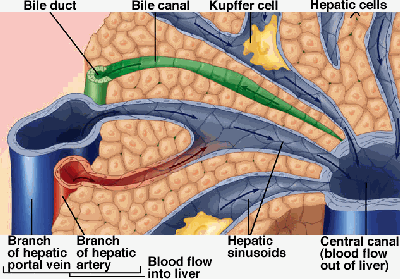 Bile duct
Bile canal
Kupffer cell
Hepatic cells
Branch
of hepatic
portal vein
Branch
of hepatic
artery
Blood flow
into liver
Hepatic
sinusoids
Central canal
(blood flow
out of liver)